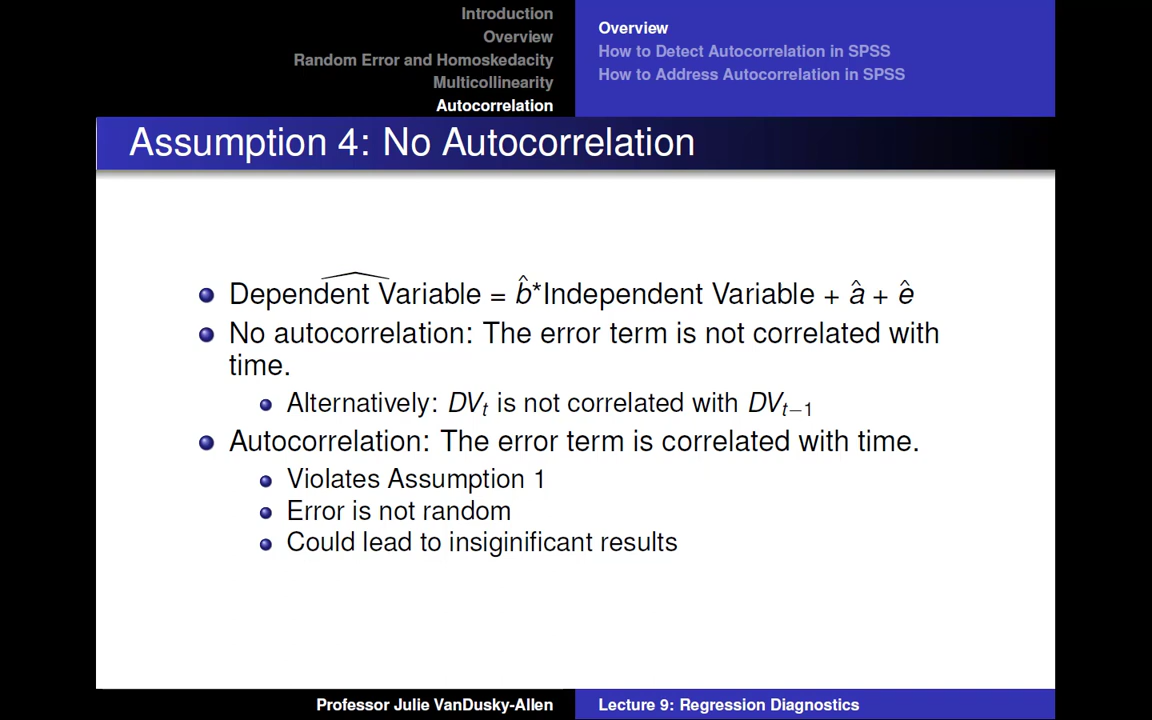 Introduction
Overview
Random Error and Homoskedacity
Multicollinearity
Autocorrelation
Overview
How to Detect Autocorrelation in SPSS
How to Address Autocorrelation in SPSS
Assumption 4: No Autocorrelation
Dependent Variable = b̂*Independent Variable + â + ê
No autocorrelation: The error term is not correlated with
time.
Alternatively: DVₜ is not correlated with DVₜ₋₁
Autocorrelation: The error term is correlated with time.
Violates Assumption 1
Error is not random
Could lead to insiginificant results
Professor Julie VanDusky-Allen
Lecture 9: Regression Diagnostics